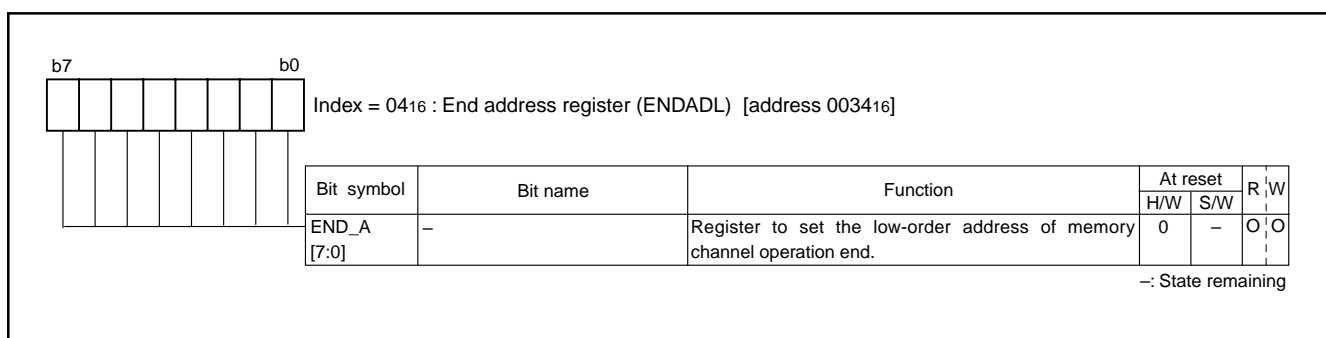 b7 b0
Index = 0416 : End address register (ENDADL) [address 003416]
Bit symbol Bit name Function At reset R W
H/W S/W
END_A – Register to set the low-order address of memory 0 – O O
[7:0] channel operation end.
–: State remaining